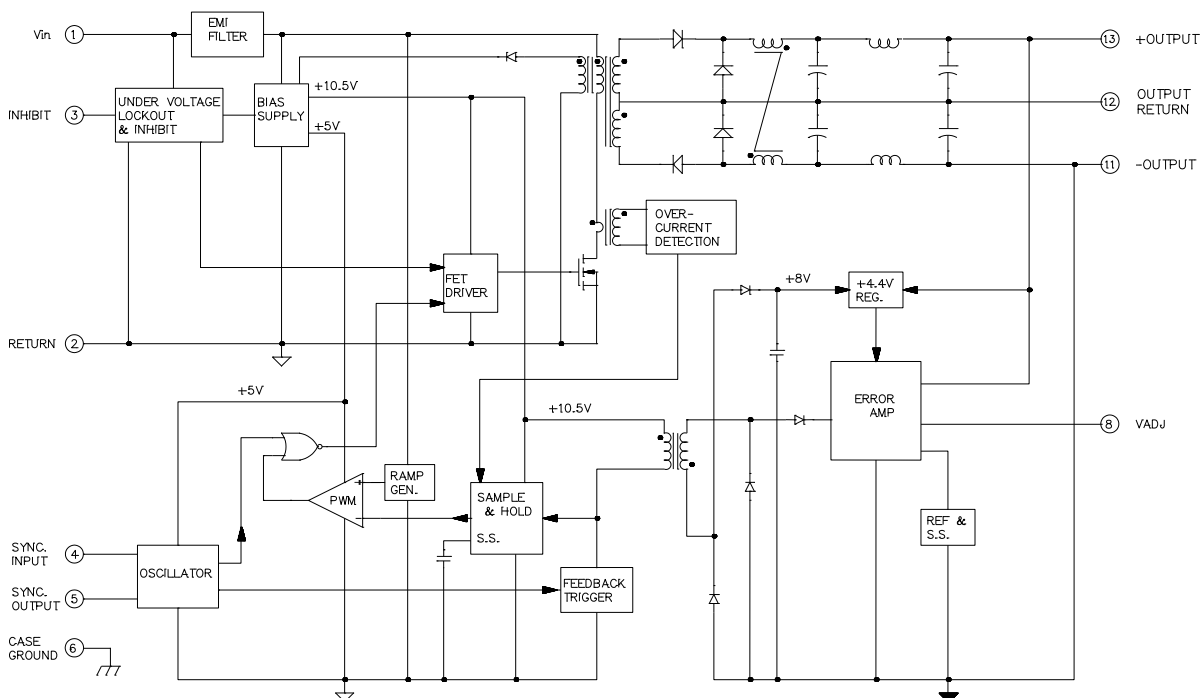 EMI
FILTER
Vin
1
13
+OUTPUT
+10.5V
UNDER VOLTAGE
LOCKOUT
& INHIBIT
BIAS
SUPPLY
INHIBIT
3
12
OUTPUT
RETURN
+5V
11
-OUTPUT
OVER-
CURRENT
DETECTION
FET
DRIVER
+8V
+4.4V
REG.
RETURN
2
+5V
+10.5V
ERROR
AMP
8
VADJ
RAMP
GEN.
PWM
SAMPLE
& HOLD
S.S.
REF &
S.S.
SYNC.
INPUT
4
OSCILLATOR
FEEDBACK
TRIGGER
SYNC.
OUTPUT
5
CASE
GROUND
6